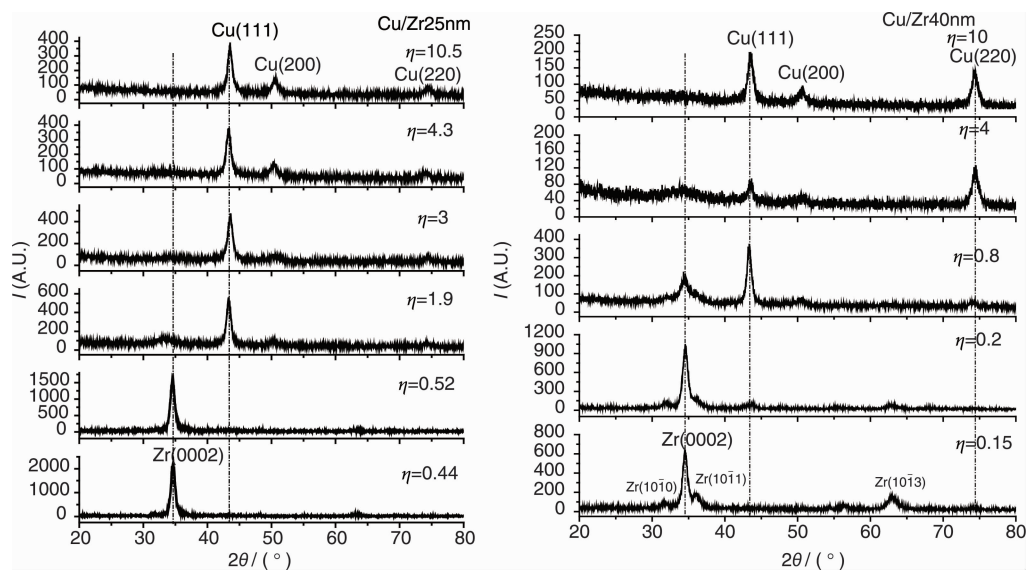 Cu/Zr25nm
Cu(111)
η=10.5
Cu(200)
Cu(220)
400
300
200
100
0
η=4.3
400
300
200
100
0
η=3
400
200
0
η=1.9
600
400
200
0
η=0.52
1500
1000
500
0
Zr(0002)
η=0.44
2000
1000
0
20 30 40 50 60 70 80
I (A.U.)
2θ / ( ° )
Cu/Zr40nm
Cu(111)
η=10
Cu(200)
Cu(220)
250
200
150
100
50
0
η=4
200
160
120
80
40
0
η=0.8
400
300
200
100
0
η=0.2
1200
900
600
300
0
Zr(0002)
η=0.15
Zr(101̄0)
Zr(101̄1)
Zr(101̄3)
800
600
400
200
0
20 30 40 50 60 70 80
I (A.U.)
2θ / ( ° )